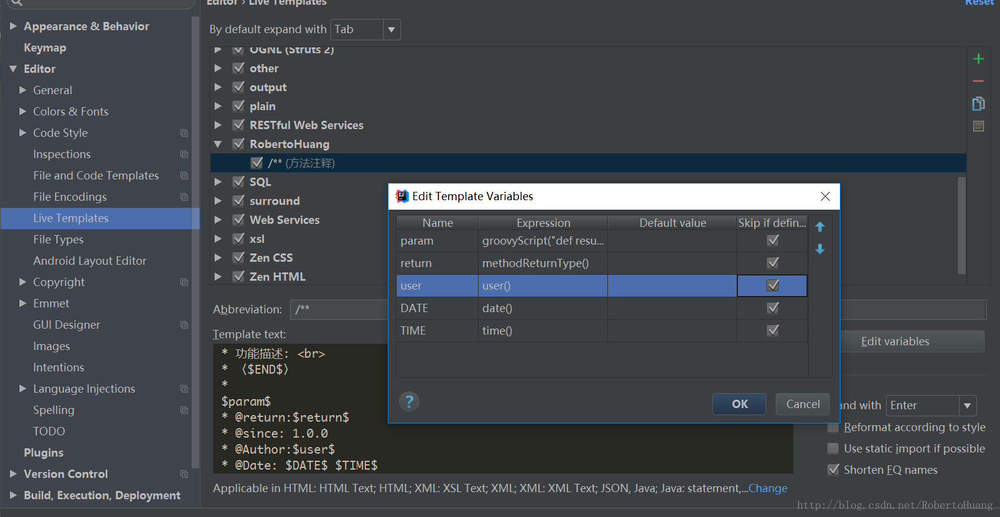 Editor › Live Templates
Reset
Appearance & Behavior
Keymap
Editor
General
Colors & Fonts
Code Style
Inspections
File and Code Templates
File Encodings
Live Templates
File Types
Android Layout Editor
Copyright
Emmet
GUI Designer
Images
Intentions
Language Injections
Spelling
TODO
Plugins
Version Control
Build, Execution, Deployment
By default expand with Tab
OGNL (Struts 2)
other
output
plain
RESTful Web Services
RobertoHuang
/** (方法注释)
SQL
surround
Web Services
xsl
Zen CSS
Zen HTML
Abbreviation: /**
Template text:
* 功能描述: <br>
* 〈$END$〉
*
$param$
* @return:$return$
* @since: 1.0.0
* @Author:$user$
* @Date: $DATE$ $TIME$
Applicable in HTML: HTML Text; HTML; XML: XSL Text; XML; XML: XML Text; JSON, Java; Java: statement,...Change
Edit Template Variables
Name Expression Default value Skip if defin...
param groovyScript("def resu...
return methodReturnType()
user user()
DATE date()
TIME time()
?
OK Cancel
Edit variables
and with Enter
Reformat according to style
Use static import if possible
Shorten FQ names
http://blog.csdn.net/RobertoHuang